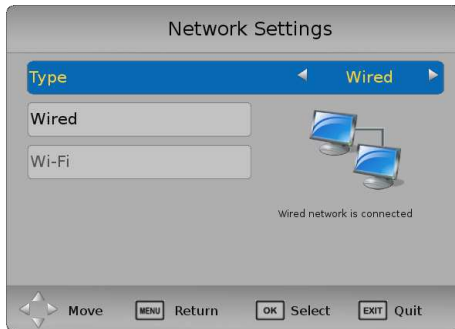 Network Settings
Type Wired
Wired
Wi-Fi
Wired network is connected
Move MENU Return OK Select EXIT Quit